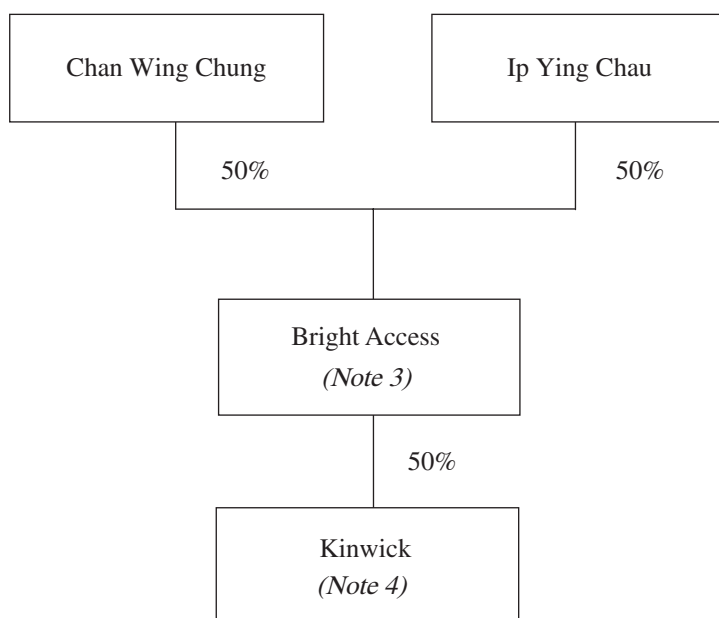 Chan Wing Chung
Ip Ying Chau
50%
50%
Bright Access
(Note 3)
50%
Kinwick
(Note 4)